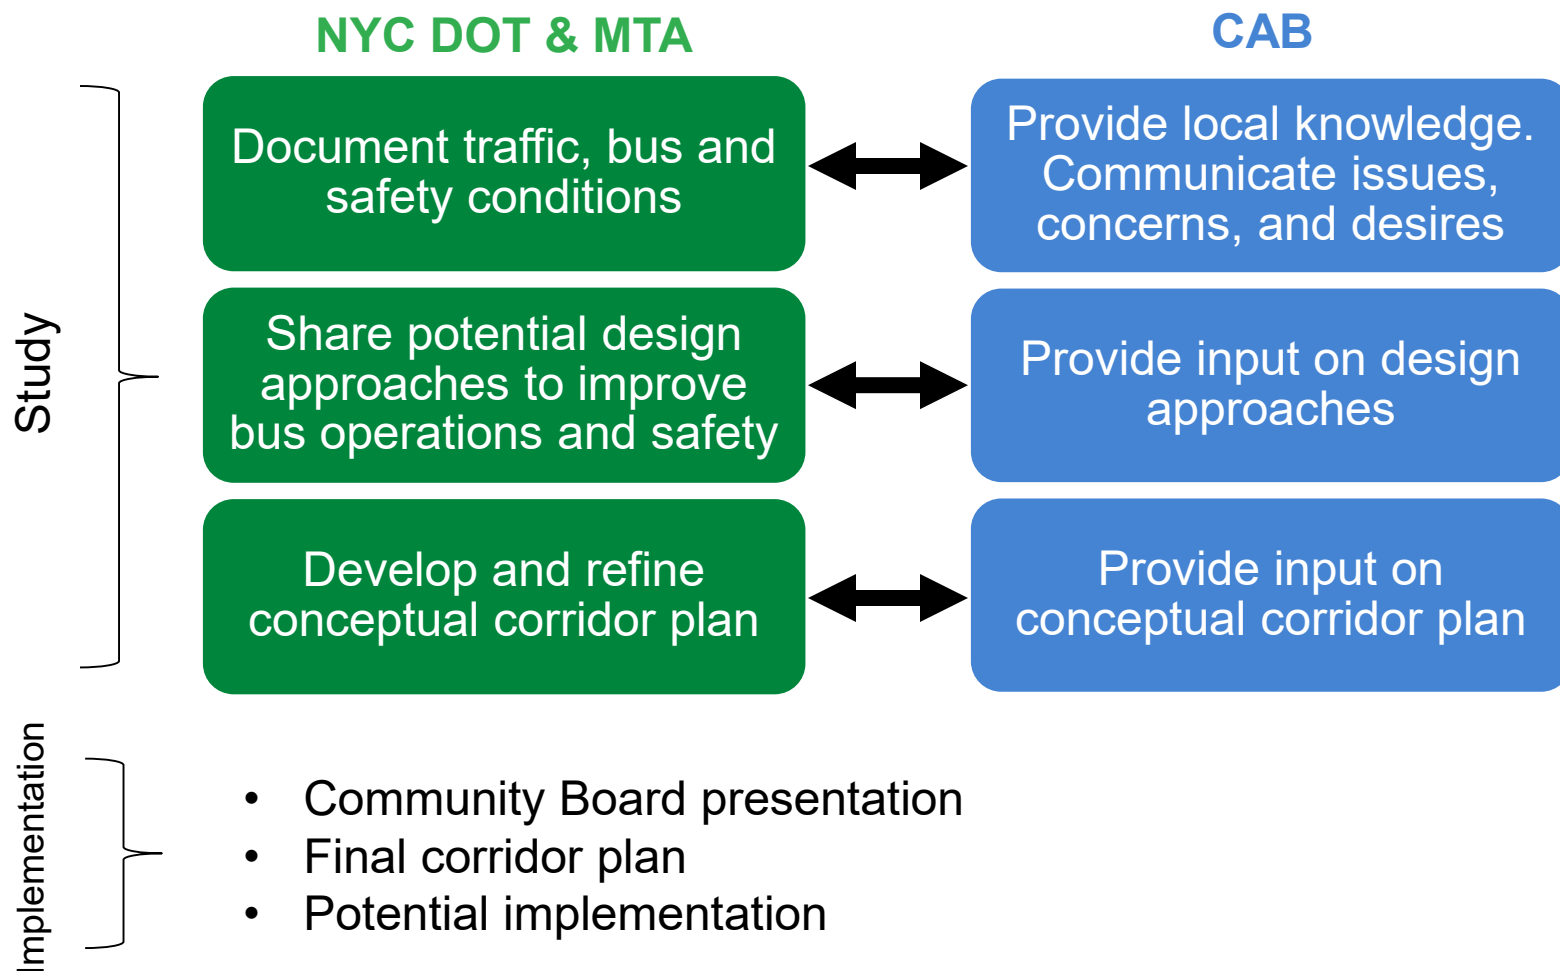 NYC DOT & MTA
CAB
Study
Document traffic, bus and
safety conditions
Provide local knowledge.
Communicate issues,
concerns, and desires
Share potential design
approaches to improve
bus operations and safety
Provide input on design
approaches
Develop and refine
conceptual corridor plan
Provide input on
conceptual corridor plan
Implementation
• Community Board presentation
• Final corridor plan
• Potential implementation